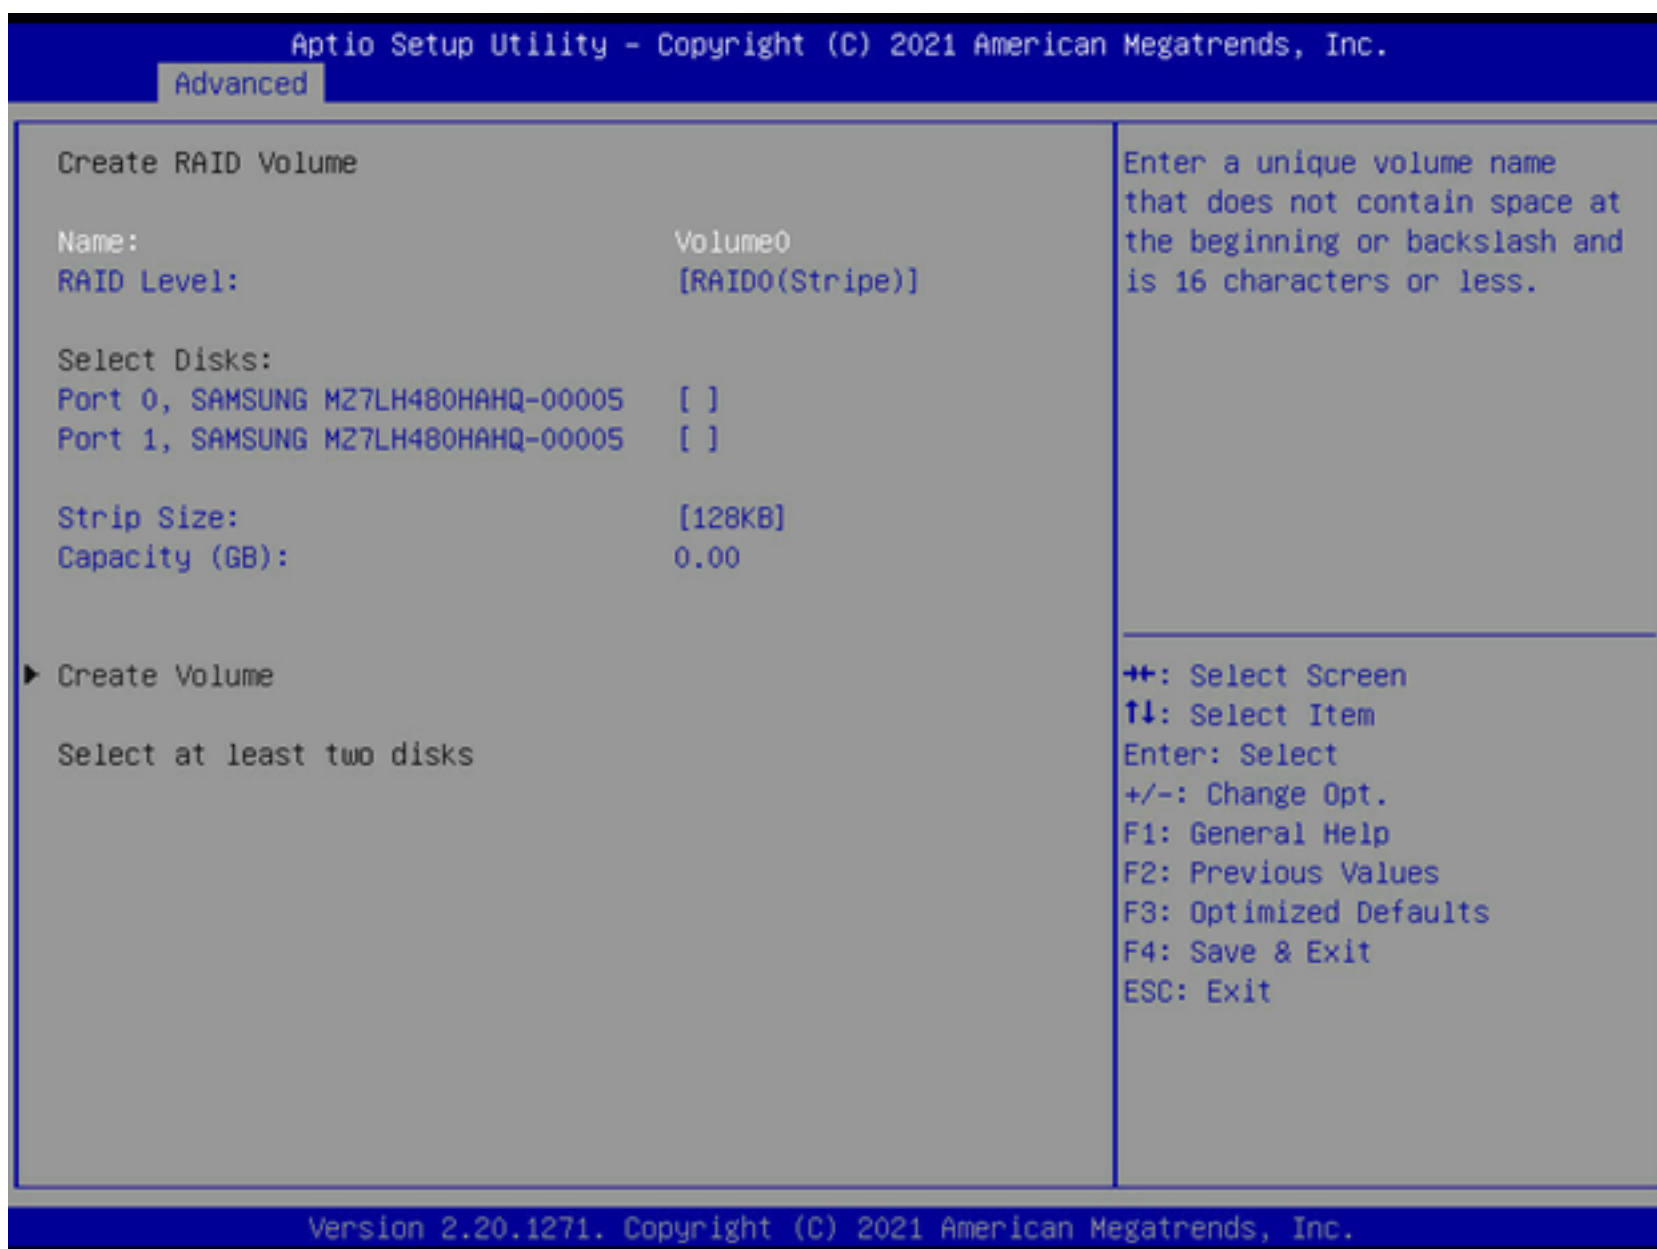 Aptio Setup Utility – Copyright (C) 2021 American Megatrends, Inc.
Advanced
Create RAID Volume
Name: Volume0
RAID Level: [RAID0(Stripe)]
Select Disks:
Port 0, SAMSUNG MZ7LH480HAHQ-00005 [ ]
Port 1, SAMSUNG MZ7LH480HAHQ-00005 [ ]
Strip Size: [128KB]
Capacity (GB): 0.00
Create Volume
Select at least two disks
Enter a unique volume name
that does not contain space at
the beginning or backslash and
is 16 characters or less.
→←: Select Screen
↑↓: Select Item
Enter: Select
+/-: Change Opt.
F1: General Help
F2: Previous Values
F3: Optimized Defaults
F4: Save & Exit
ESC: Exit
Version 2.20.1271. Copyright (C) 2021 American Megatrends, Inc.